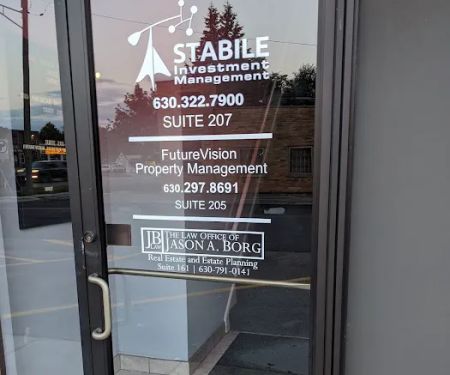 STABILE
Investment
Management
630.322.7900
SUITE 207
FutureVision
Property Management
630.297.8691
SUITE 205
JB
THE LAW OFFICE OF
JASON A. BORG
Real Estate and Estate Planning
Suite 161 | 630-791-0141